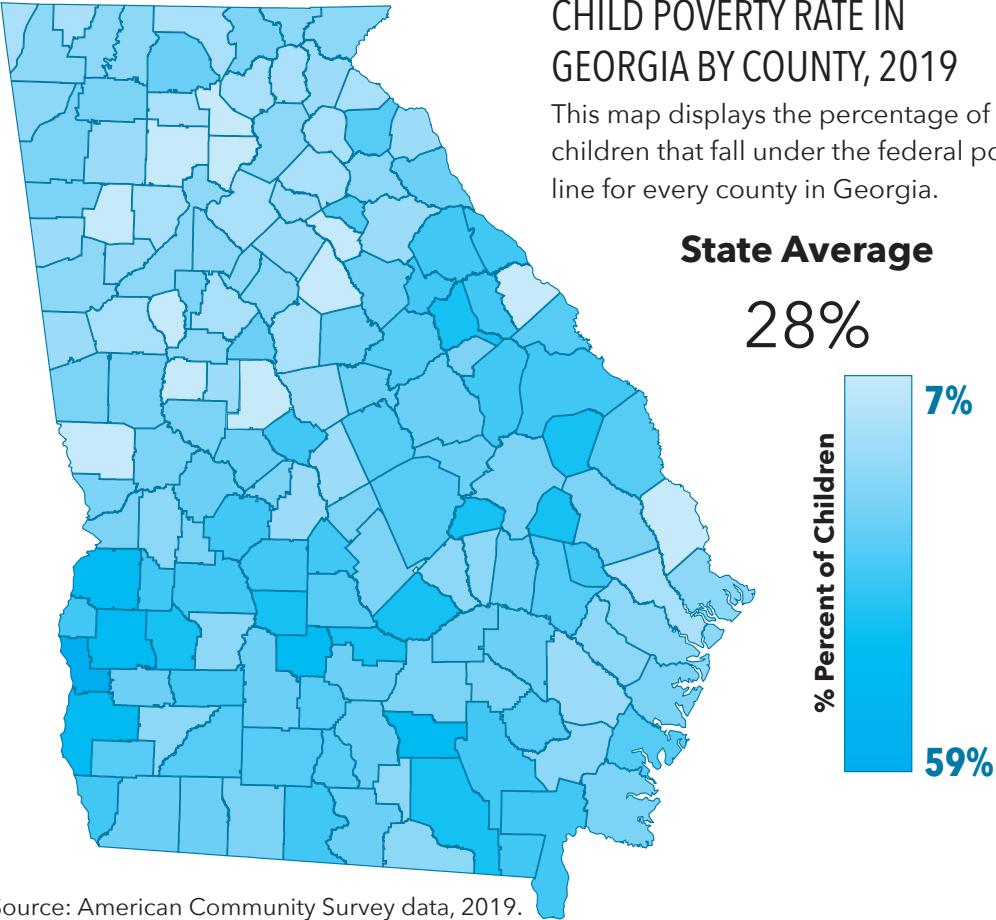 CHILD POVERTY RATE IN
GEORGIA BY COUNTY, 2019
This map displays the percentage of
children that fall under the federal
line for every county in Georgia.
State Average
28%
7%
% Percent of Children
59%
Source: American Community Survey data, 2019.